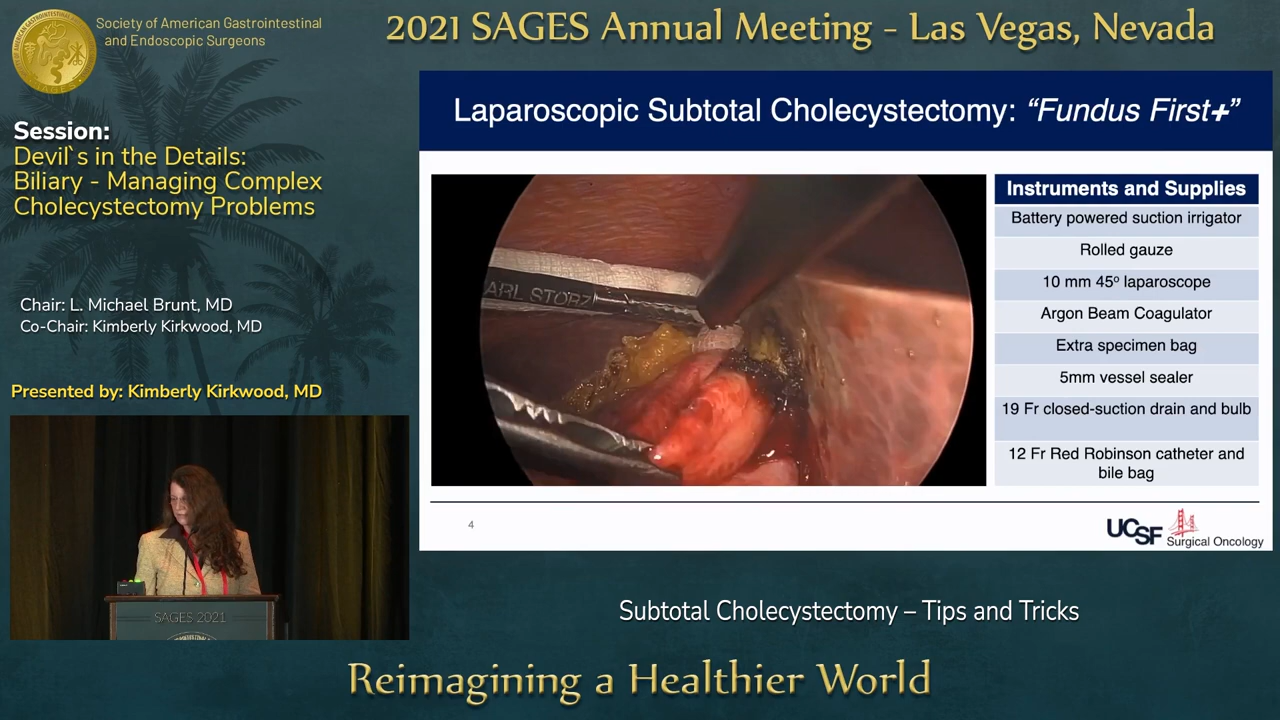 Society of American Gastrointestinal
and Endoscopic Surgeons
2021 SAGES Annual Meeting - Las Vegas, Nevada
Session:
Devil`s in the Details:
Biliary - Managing Complex
Cholecystectomy Problems
Chair: L. Michael Brunt, MD
Co-Chair: Kimberly Kirkwood, MD
Presented by: Kimberly Kirkwood, MD
SAGES 2021
Laparoscopic Subtotal Cholecystectomy: “Fundus First+”
ARL STORZ
Instruments and Supplies
Battery powered suction irrigator
Rolled gauze
10 mm 45º laparoscope
Argon Beam Coagulator
Extra specimen bag
5mm vessel sealer
19 Fr closed-suction drain and bulb
12 Fr Red Robinson catheter and
bile bag
4
UCSF
Surgical Oncology
Subtotal Cholecystectomy – Tips and Tricks
Reimagining a Healthier World